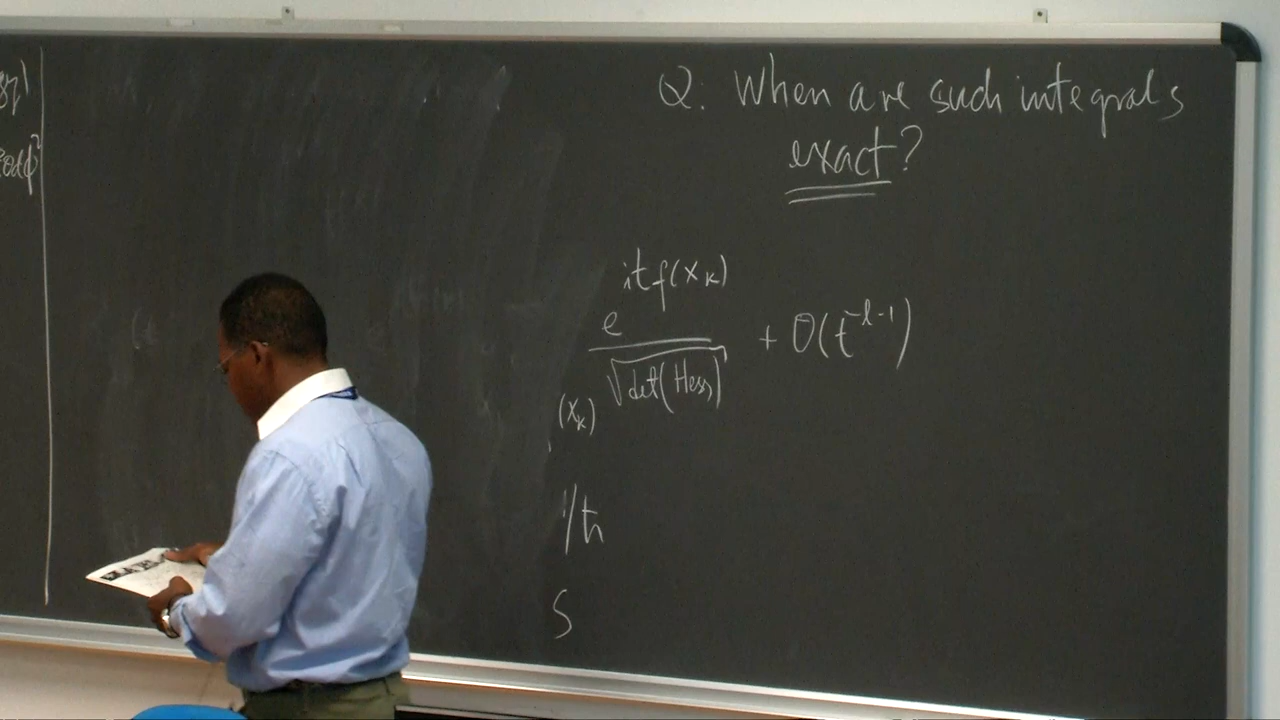 Q: When are such integrals
exact?
e^{itf(x_k)} / √det(Hess) + O(t^{-l-1})
(x_k)
1/ħ
S